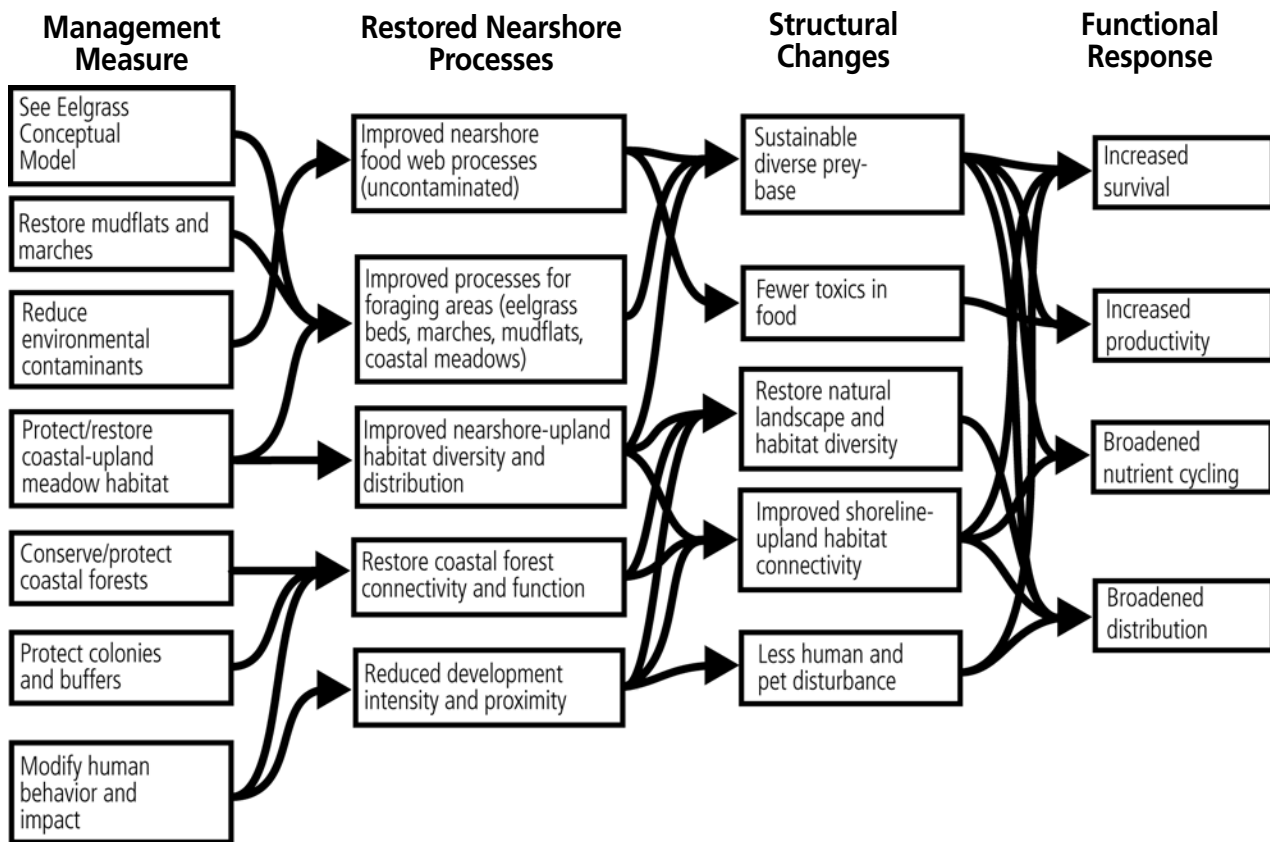 Management
Measure
Restored Nearshore
Processes
Structural
Changes
Functional
Response
See Eelgrass
Conceptual
Model
Restore mudflats and
marches
Reduce
environmental
contaminants
Protect/restore
coastal-upland
meadow habitat
Conserve/protect
coastal forests
Protect colonies
and buffers
Modify human
behavior and
impact
Improved nearshore
food web processes
(uncontaminated)
Improved processes for
foraging areas (eelgrass
beds, marches, mudflats,
coastal meadows)
Improved nearshore-upland
habitat diversity and
distribution
Restore coastal forest
connectivity and function
Reduced development
intensity and proximity
Sustainable
diverse prey-
base
Fewer toxics in
food
Restore natural
landscape and
habitat diversity
Improved shoreline-
upland habitat
connectivity
Less human and
pet disturbance
Increased
survival
Increased
productivity
Broadened
nutrient cycling
Broadened
distribution